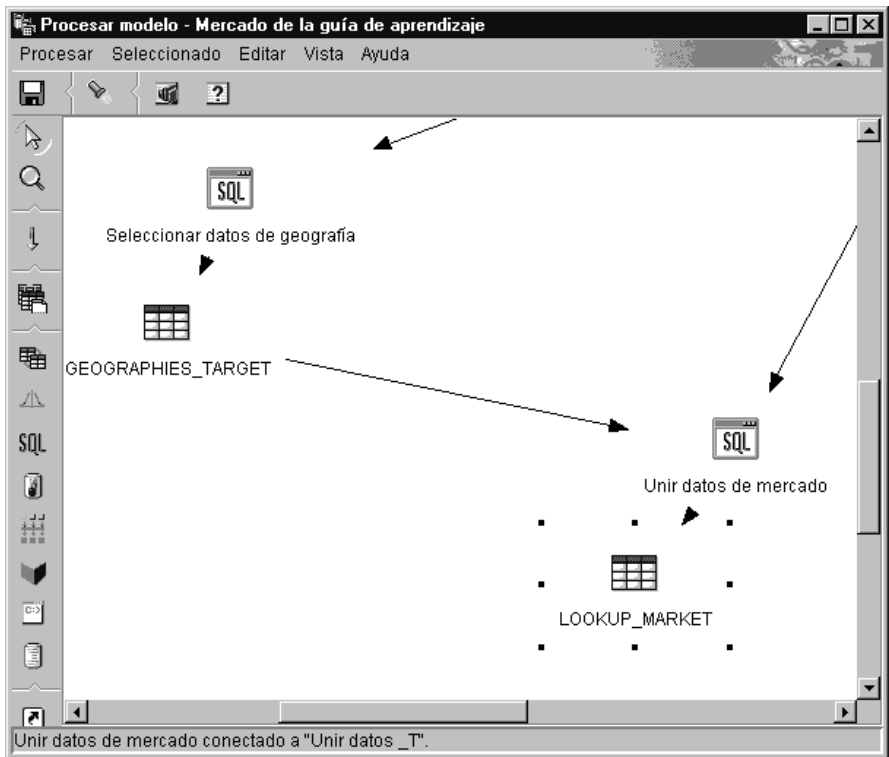 Procesar modelo - Mercado de la guía de aprendizaje
Procesar Seleccionado Editar Vista Ayuda
?
SQL
Seleccionar datos de geografía
GEOGRAPHIES_TARGET
SQL
SQL
Unir datos de mercado
LOOKUP_MARKET
C:>
Unir datos de mercado conectado a "Unir datos _T".